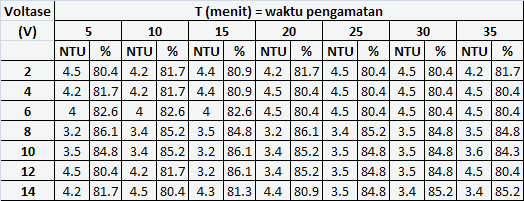 Voltase T (menit) = waktu pengamatan
(V) 5 10 15 20 25 30 35
NTU % NTU % NTU % NTU % NTU % NTU % NTU %
2 4.5 80.4 4.2 81.7 4.4 80.9 4.2 81.7 4.5 80.4 4.5 80.4 4.2 81.7
4 4.2 81.7 4.2 81.7 4.4 80.9 4.5 80.4 4.5 80.4 4.5 80.4 4.5 80.4
6 4 82.6 4 82.6 4 82.6 4.5 80.4 4.5 80.4 4.5 80.4 4.5 80.4
8 3.2 86.1 3.4 85.2 3.5 84.8 3.2 86.1 3.4 85.2 3.5 84.8 3.5 84.8
10 3.5 84.8 3.4 85.2 3.2 86.1 3.4 85.2 3.5 84.8 3.5 84.8 3.6 84.3
12 4.5 80.4 4.2 81.7 3.2 86.1 3.4 85.2 3.5 84.8 3.5 84.8 4.5 80.4
14 4.2 81.7 4.5 80.4 4.3 81.3 4.4 80.9 3.5 84.8 3.4 85.2 3.4 85.2